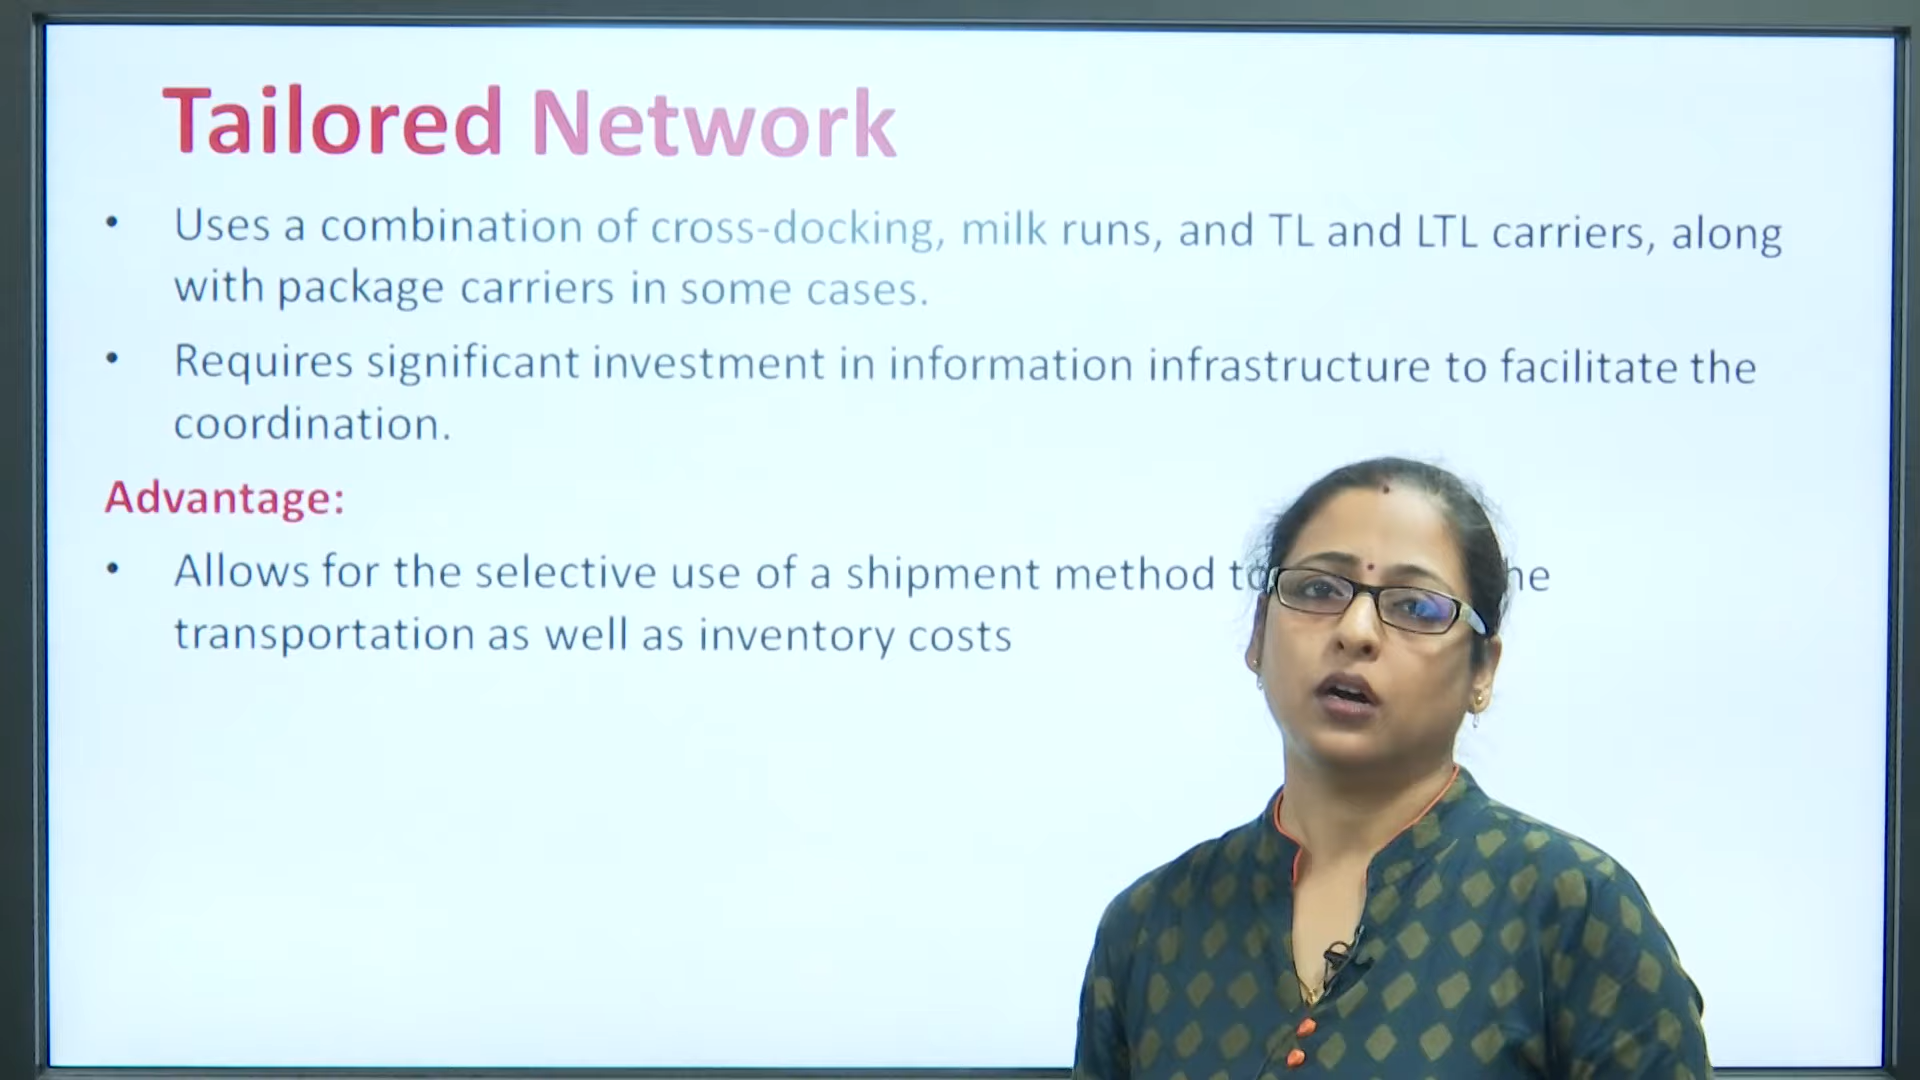 Tailored Network
• Uses a combination of cross-docking, milk runs, and TL and LTL carriers, along
with package carriers in some cases.
• Requires significant investment in information infrastructure to facilitate the
coordination.
Advantage:
• Allows for the selective use of a shipment method
transportation as well as inventory costs